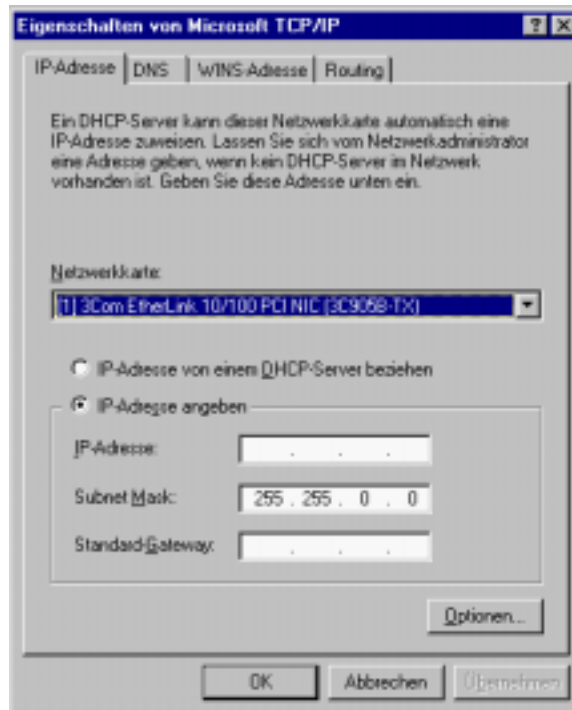 Eigenschaften von Microsoft TCP/IP
IP-Adresse DNS WINS-Adresse Routing
Ein DHCP-Server kann dieser Netzwerkkarte automatisch eine
IP-Adresse zuweisen. Lassen Sie sich vom Netzwerkadministrator
eine Adresse geben, wenn kein DHCP-Server im Netzwerk
vorhanden ist. Geben Sie diese Adresse unten ein.
Netzwerkkarte:
[1] 3Com EtherLink 10/100 PCI NIC (3C905B-TX)
IP-Adresse von einem DHCP-Server beziehen
IP-Adresse angeben
IP-Adresse: . . .
Subnet Mask: 255 . 255 . 0 . 0
Standard-Gateway: . . .
Optionen...
OK Abbrechen Übernehmen